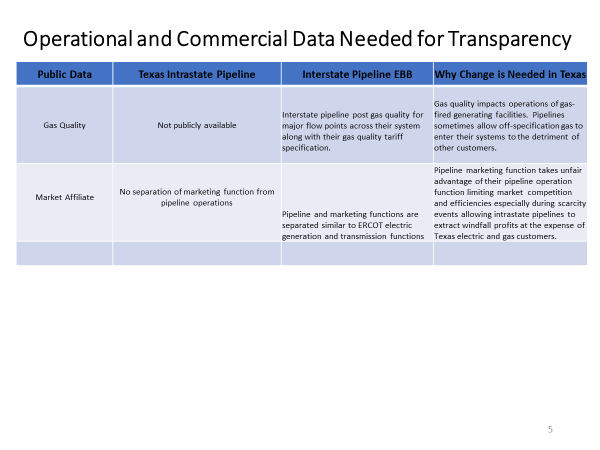 Operational and Commercial Data Needed for Transparency
Public Data
Texas Intrastate Pipeline
Interstate Pipeline EBB
Why Change is Needed in Texas
Gas Quality
Not publicly available
Interstate pipeline post gas quality for
major flow points across their system
along with their gas quality tariff
specification.
Gas quality impacts operations of gas-
fired generating facilities. Pipelines
sometimes allow off-specification gas to
enter their systems to the detriment of
other customers.
Market Affiliate
No separation of marketing function from
pipeline operations
Pipeline and marketing functions are
separated similar to ERCOT electric
generation and transmission functions
Pipeline marketing function takes unfair
advantage of their pipeline operation
function limiting market competition
and efficiencies especially during scarcity
events allowing intrastate pipelines to
extract windfall profits at the expense of
Texas electric and gas customers.
5